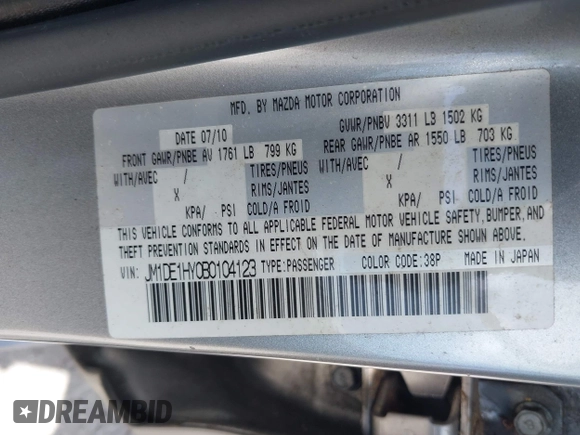 MFD. BY MAZDA MOTOR CORPORATION
DATE 07/10 GVWR/PNBV 3311 LB 1502 KG
FRONT GAWR/PNBE AV 1761 LB 799 KG REAR GAWR/PNBE AR 1550 LB 703 KG
WITH/AVEC / TIRES/PNEUS WITH/AVEC / TIRES/PNEUS
X RIMS/JANTES X RIMS/JANTES
KPA/ PSI COLD/A FROID KPA/ PSI COLD/A FROID
THIS VEHICLE CONFORMS TO ALL APPLICABLE FEDERAL MOTOR VEHICLE SAFETY, BUMPER, AND
THEFT PREVENTION STANDARDS IN EFFECT ON THE DATE OF MANUFACTURE SHOWN ABOVE.
VIN: JM1DE1HY0B0104123 TYPE:PASSENGER COLOR CODE:38P MADE IN JAPAN
DREAMBID